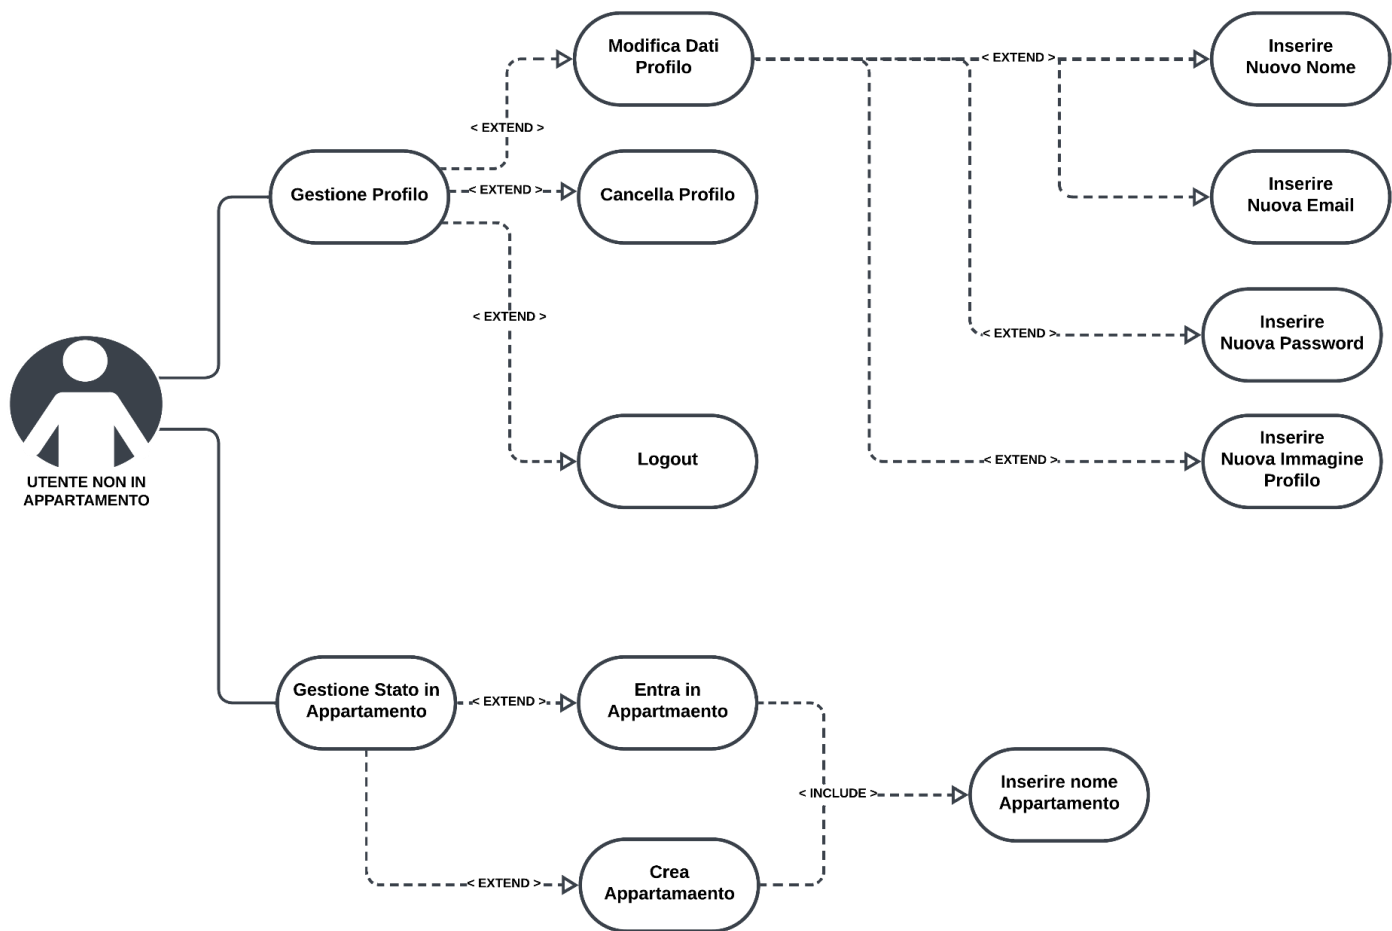 Modifica Dati
Profilo
< EXTEND >
Inserire
Nuovo Nome
< EXTEND >
Gestione Profilo
< EXTEND >
Cancella Profilo
Inserire
Nuova Email
< EXTEND >
< EXTEND >
Inserire
Nuova Password
Logout
< EXTEND >
Inserire
Nuova Immagine
Profilo
UTENTE NON IN
APPARTAMENTO
Gestione Stato in
Appartamento
< EXTEND >
Entra in
Appartmaento
< INCLUDE >
Inserire nome
Appartamento
< EXTEND >
Crea
Appartamaento